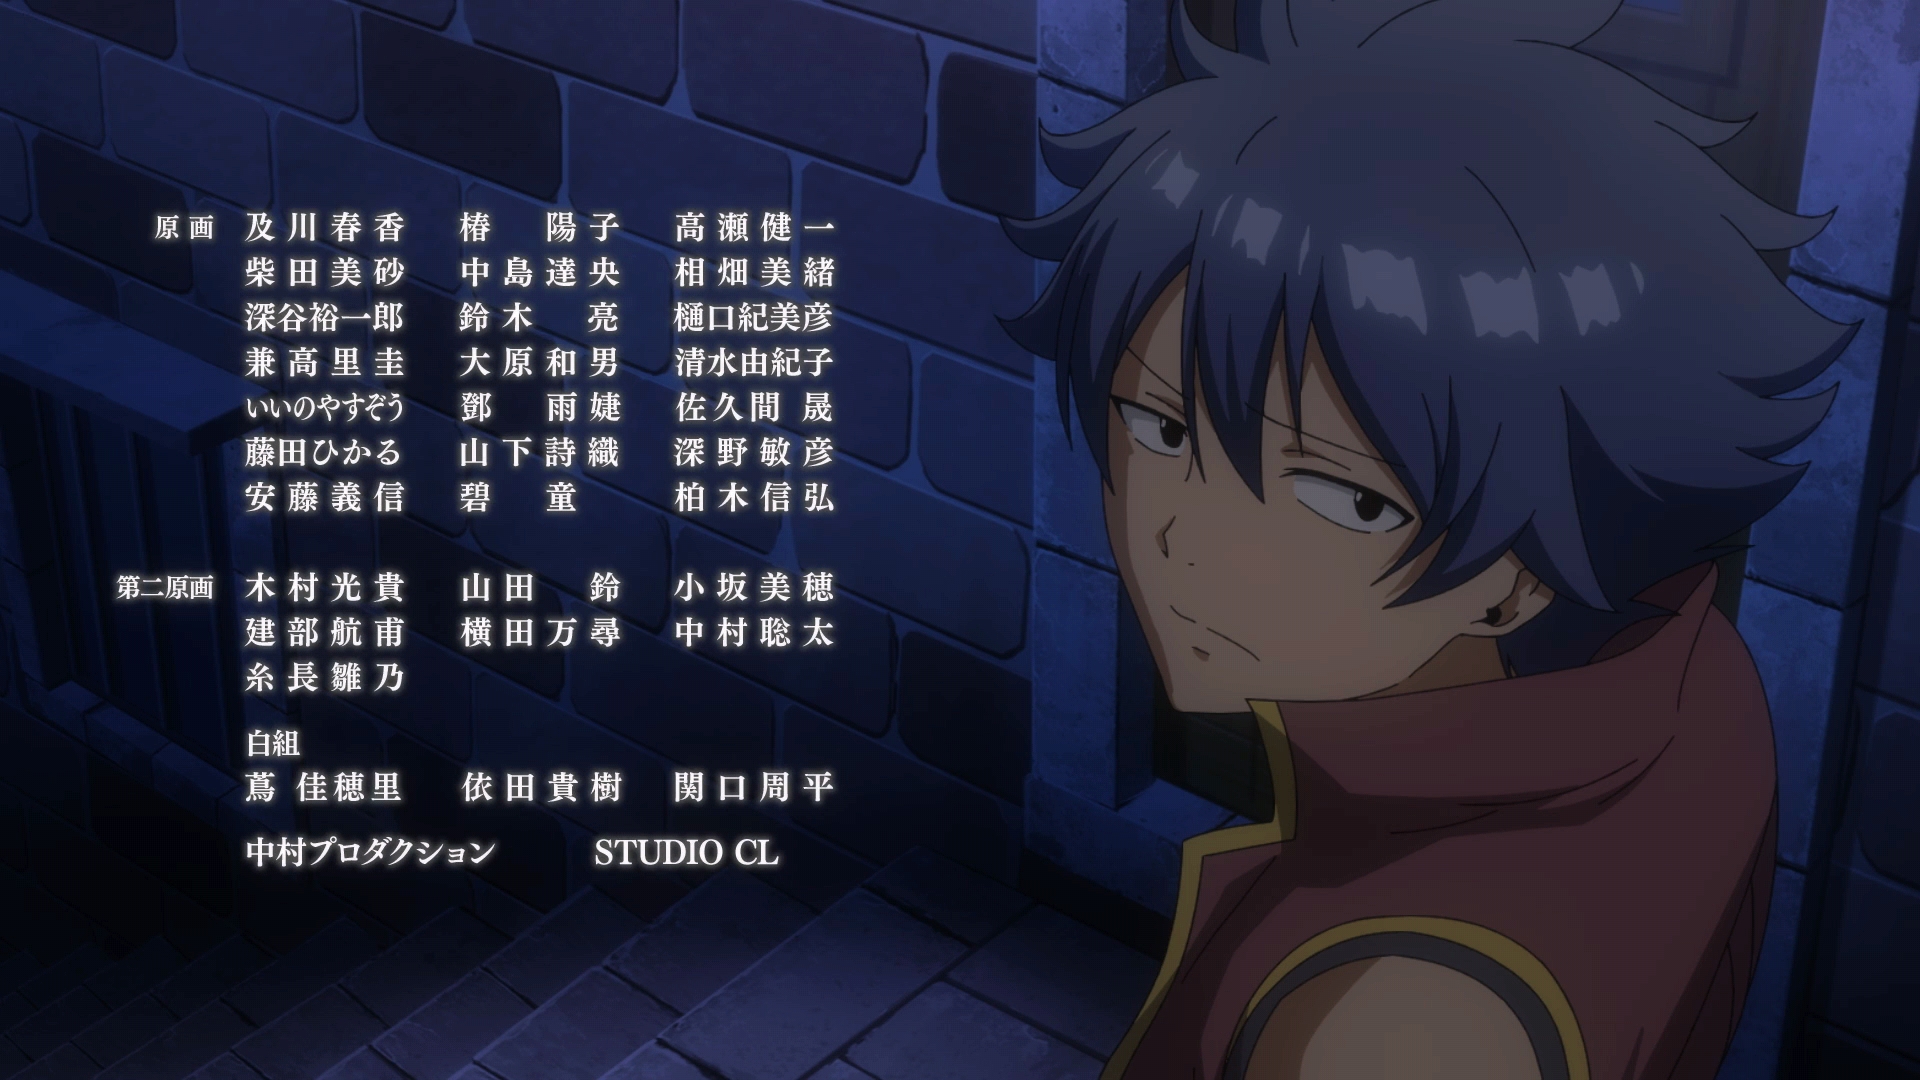 原画 及川春香 椿陽子 高瀬健一
柴田美砂 中島達央 相畑美緒
深谷裕一郎 鈴木亮 樋口紀美彦
兼高里圭 大原和男 清水由紀子
いいのやすぞう 鄧雨婕 佐久間晟
藤田ひかる 山下詩織 深野敏彦
安藤義信 碧童 柏木信弘
第二原画 木村光貴 山田鈴 小坂美穂
建部航甫 横田万尋 中村聡太
糸長雛乃
白組
蔦佳穂里 依田貴樹 関口周平
中村プロダクション STUDIO CL